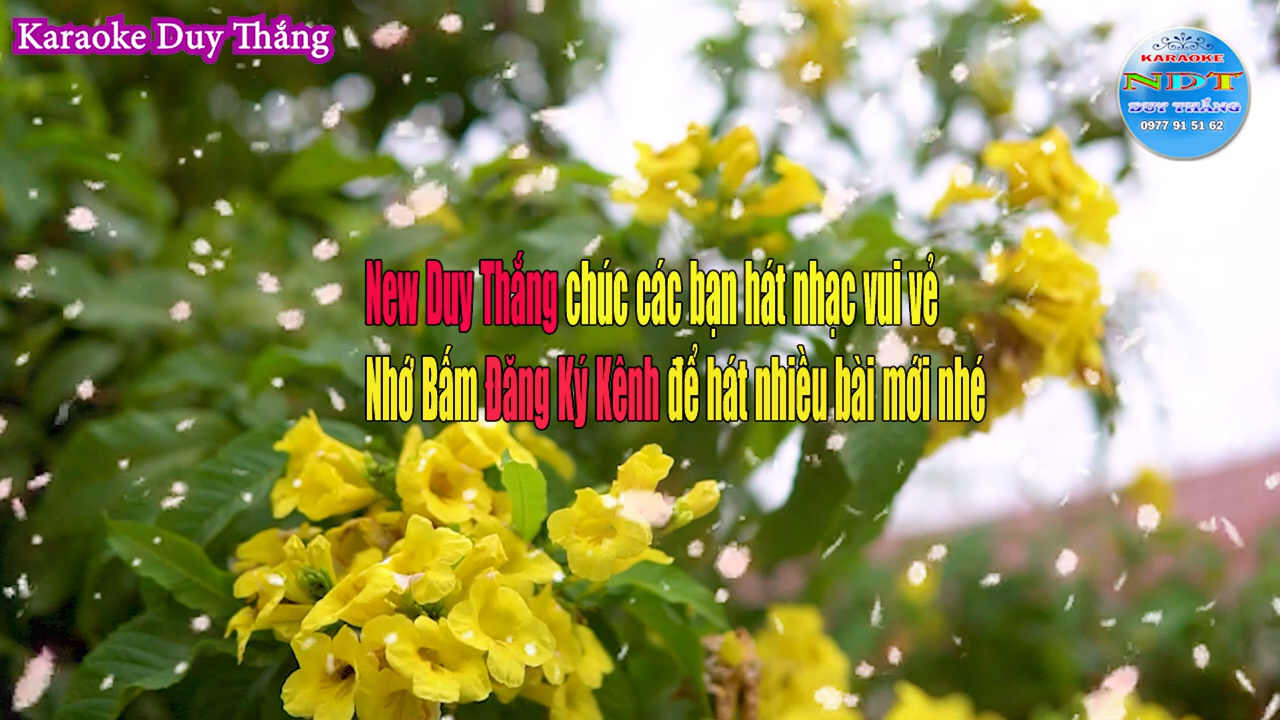 Karaoke Duy Thắng
KARAOKE
NDT
DUY THẮNG
0977 91 51 62
New Duy Thắng chúc các bạn hát nhạc vui vẻ
Nhớ Bấm Đăng Ký Kênh để hát nhiều bài mới nhé